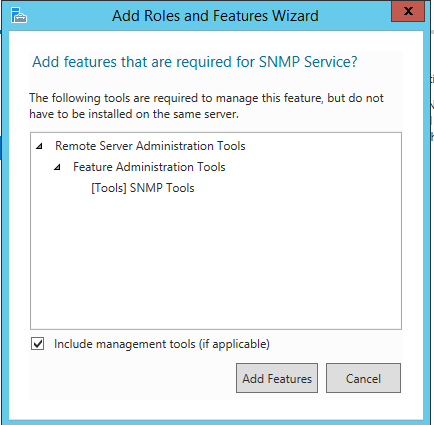 Add Roles and Features Wizard
x
Add features that are required for SNMP Service?
The following tools are required to manage this feature, but do not
have to be installed on the same server.
Remote Server Administration Tools
Feature Administration Tools
[Tools] SNMP Tools
Include management tools (if applicable)
Add Features
Cancel